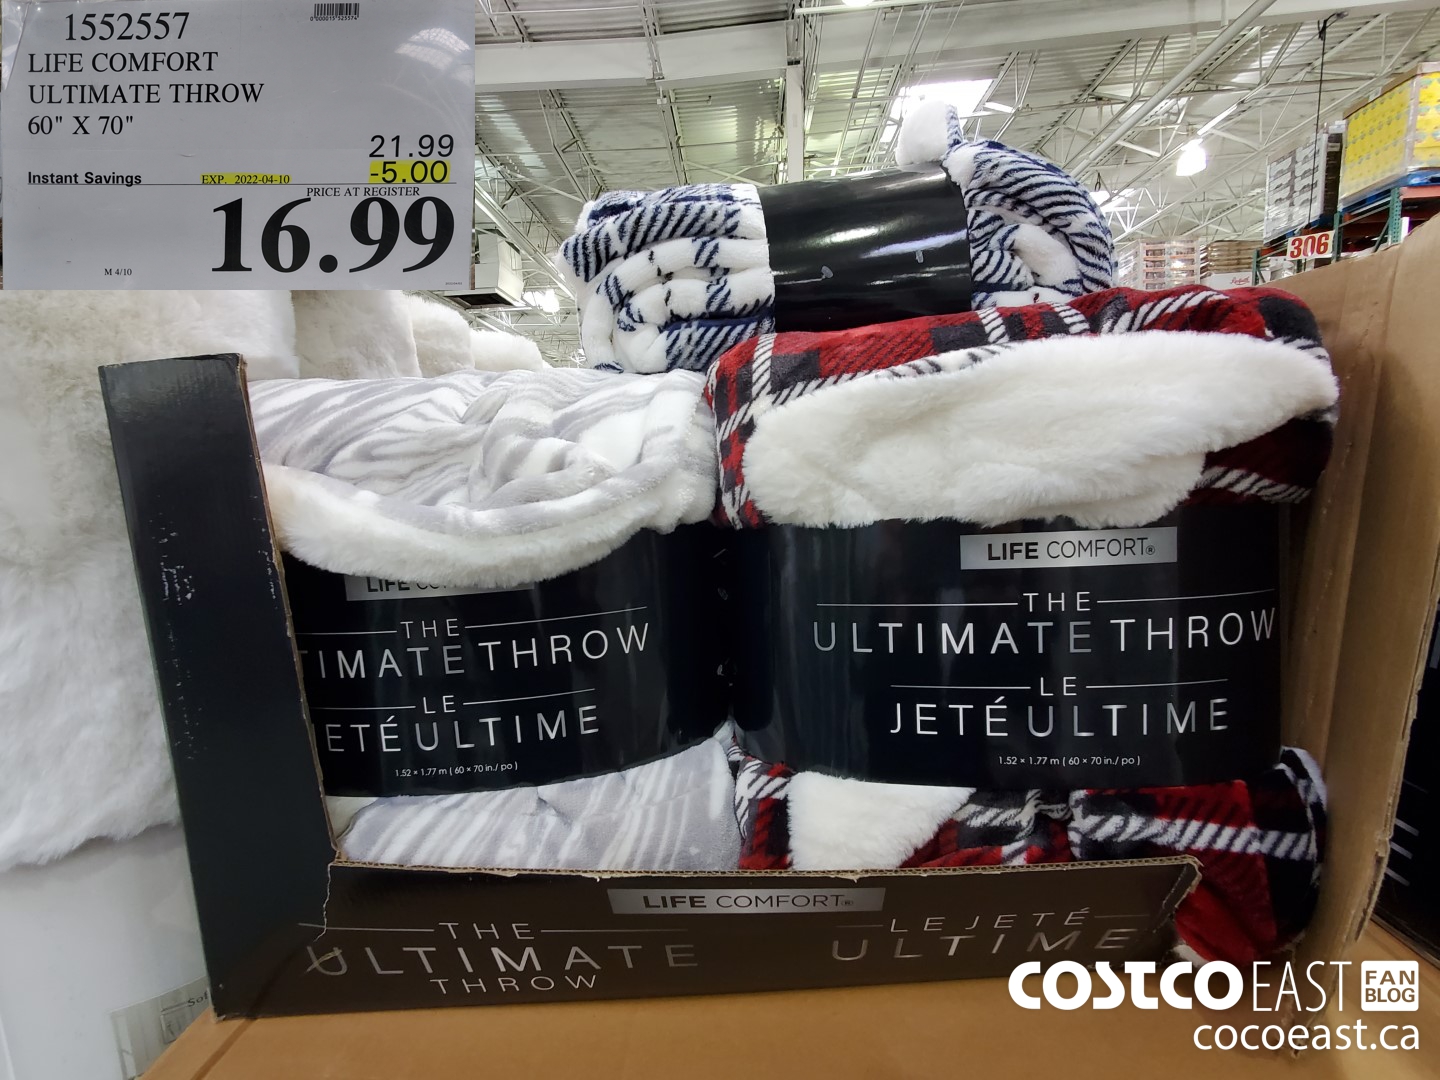 1552557
LIFE COMFORT
ULTIMATE THROW
60" X 70"
21.99
Instant Savings EXP. 2022-04-10 -5.00
PRICE AT REGISTER
16.99
M 4/10
306
LIFE COMFORT®
THE
ULTIMATE THROW
LE
JETÉ ULTIME
1.52 × 1.77 m ( 60 × 70 in./ po )
LIFE
THE
TIMATE THROW
LE
ETÉ ULTIME
1.52 × 1.77 m ( 60 × 70 in./ po )
LIFE COMFORT®
THE
ULTIMATE
THROW
LE JETÉ
ULTIME
COSTCO EAST FAN BLOG
cocoeast.ca